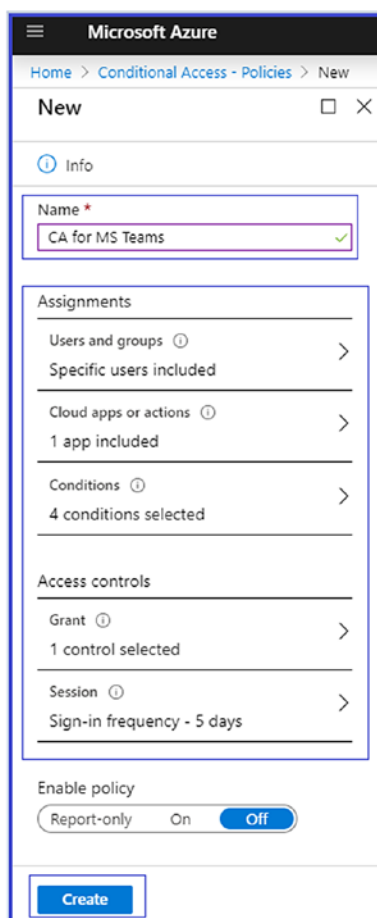 Microsoft Azure
Home > Conditional Access - Policies > New
New
Info
Name *
CA for MS Teams
Assignments
Users and groups
Specific users included
Cloud apps or actions
1 app included
Conditions
4 conditions selected
Access controls
Grant
1 control selected
Session
Sign-in frequency - 5 days
Enable policy
Report-only On Off
Create